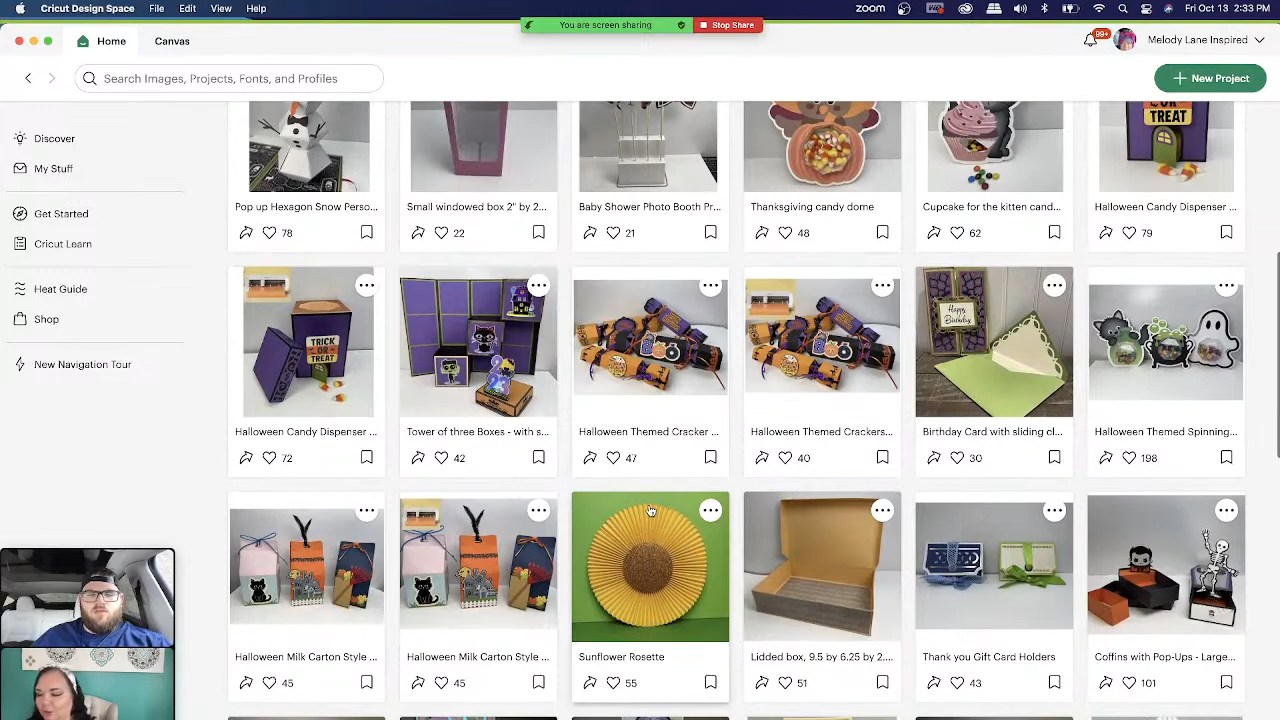 Cricut Design Space File Edit View Help
zoom Fri Oct 13 2:33 PM
You are screen sharing Stop Share
Home Canvas
99+ Melody Lane Inspired
Search Images, Projects, Fonts, and Profiles
New Project
Discover
My Stuff
Get Started
Cricut Learn
Heat Guide
Shop
New Navigation Tour
OR
TREAT
Pop up Hexagon Snow Perso...
78
Small windowed box 2" by 2...
22
Baby Shower Photo Booth Pr...
21
Thanksgiving candy dome
48
Cupcake for the kitten cand...
62
Halloween Candy Dispenser ...
79
TRICK
OR
TREAT
Happy
Birthday
Halloween Candy Dispenser ...
72
Tower of three Boxes - with s...
42
Halloween Themed Cracker ...
47
Halloween Themed Crackers...
40
Birthday Card with sliding cl...
30
Halloween Themed Spinning...
198
Halloween Milk Carton Style ...
45
Halloween Milk Carton Style ...
45
Sunflower Rosette
55
Lidded box, 9.5 by 6.25 by 2....
51
Thank you Gift Card Holders
43
Coffins with Pop-Ups - Large...
101